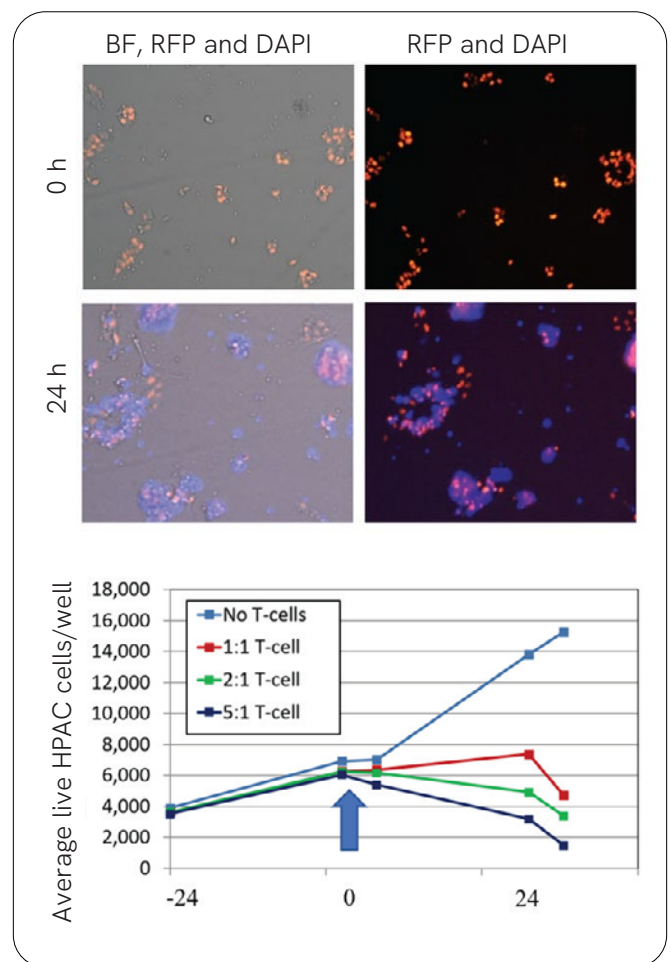 BF, RFP and DAPI
RFP and DAPI
0 h
24 h
Average live HPAC cells/well
18,000
16,000
14,000
12,000
10,000
8,000
6,000
4,000
2,000
0
No T-cells
1:1 T-cell
2:1 T-cell
5:1 T-cell
-24
0
24